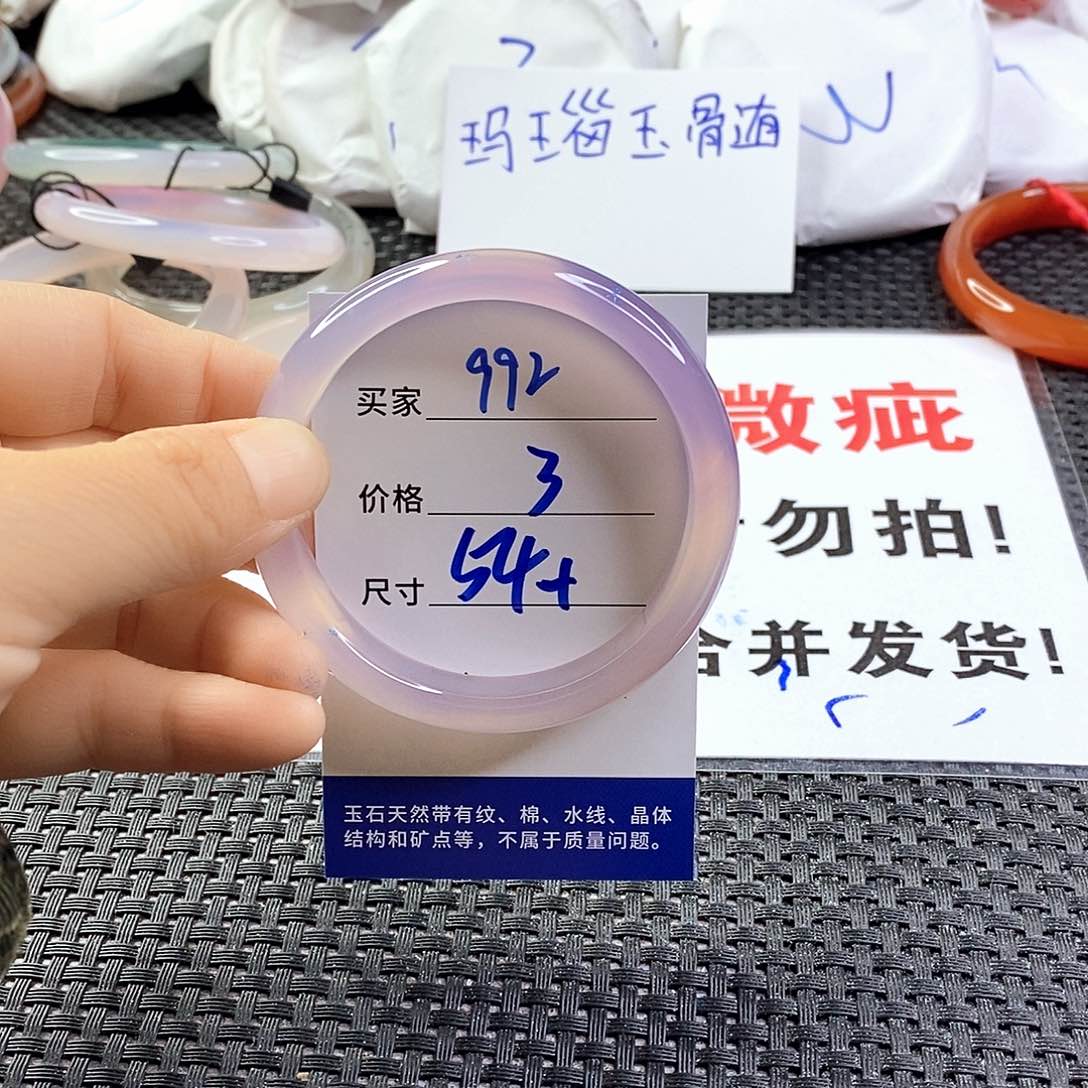 玛瑙玉骨髓
买家 992
价格 3
尺寸 54+
微疵
勿拍!
合并发货!
玉石天然带有纹、棉、水线、晶体
结构和矿点等，不属于质量问题。